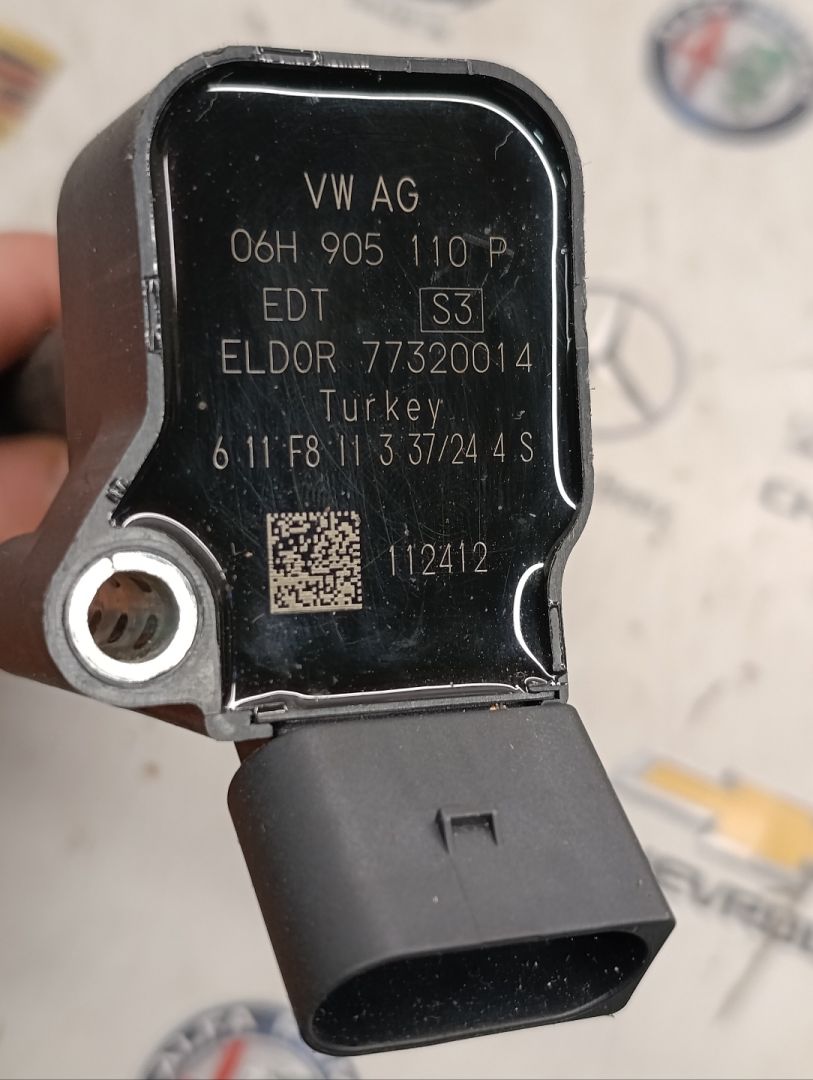 VW AG
06H 905 110 P
EDT S3
ELDOR 77320014
Turkey
6 11 F8 11 3 37/24 4 S
112412